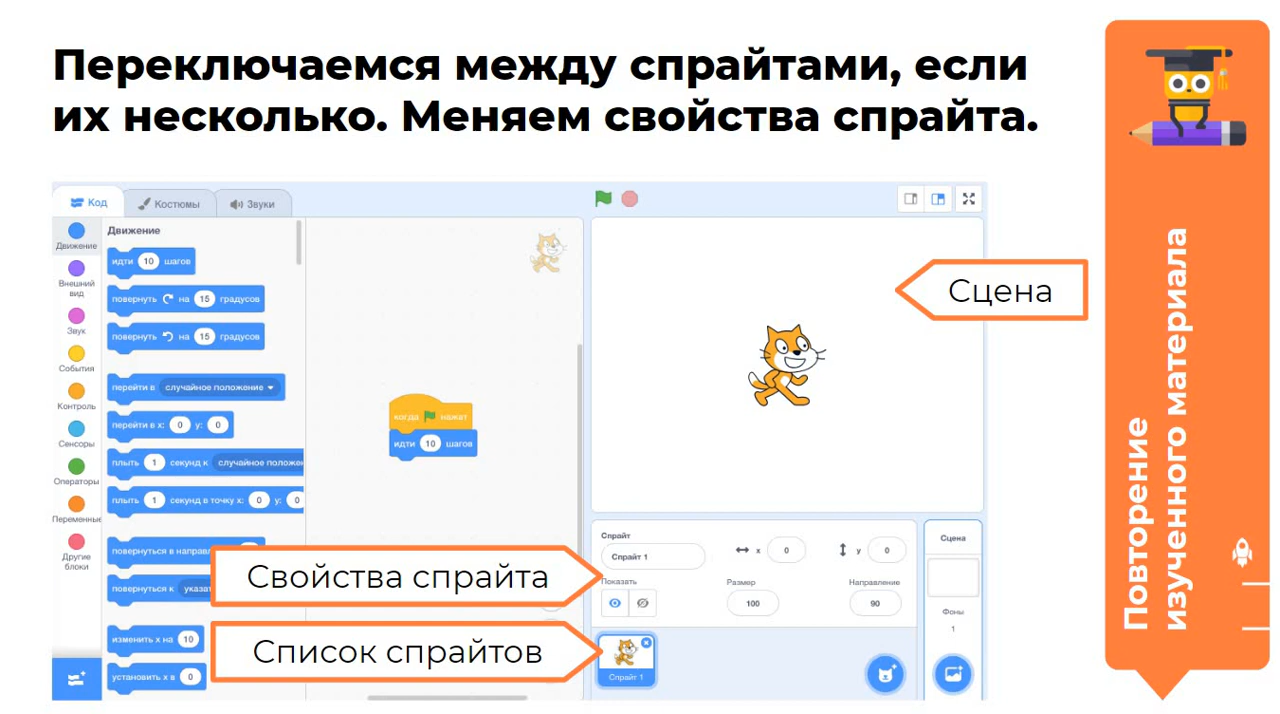 Переключаемся между спрайтами, если
их несколько. Меняем свойства спрайта.
Код
Костюмы
Звуки
Движение
Внешний
вид
Звук
События
Контроль
Сенсоры
Операторы
Переменные
Другие
блоки
Движение
идти 10 шагов
повернуть на 15 градусов
повернуть на 15 градусов
перейти в случайное положение
перейти в x: 0 y: 0
плыть 1 секунд к случайное
плыть 1 секунд в точку x: 0 y: 0
повернуться в
повернуться к
изменить x на 10
установить x в 0
когда нажат
идти 10 шагов
Сцена
Свойства спрайта
Список спрайтов
Спрайт
Спрайт 1
x 0
y 0
Показать
Размер
100
Направление
90
Спрайт 1
Сцена
Фоны
1
Повторение
изученного материала